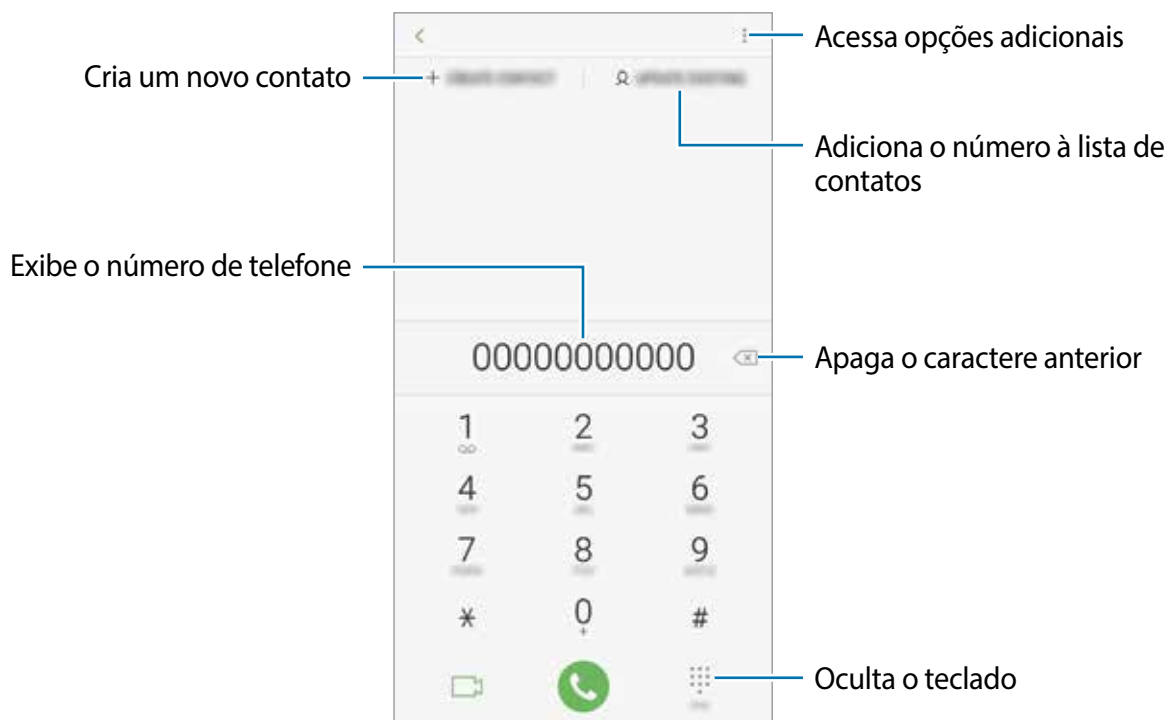 Acessa opções adicionais
Cria um novo contato
Adiciona o número à lista de
contatos
Exibe o número de telefone
00000000000
Apaga o caractere anterior
1 2 3
4 5 6
7 8 9
* 0 #
+
Oculta o teclado